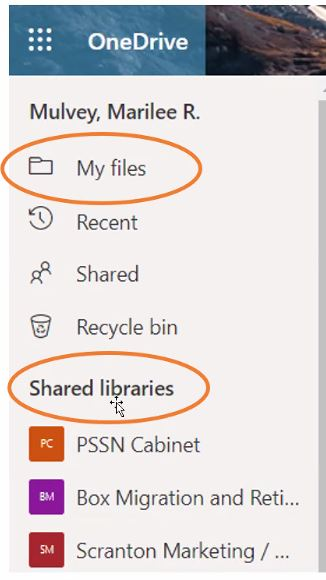 OneDrive
Mulvey, Marilee R.
My files
Recent
Shared
Recycle bin
Shared libraries
PC PSSN Cabinet
BM Box Migration and Reti...
SM Scranton Marketing / ...